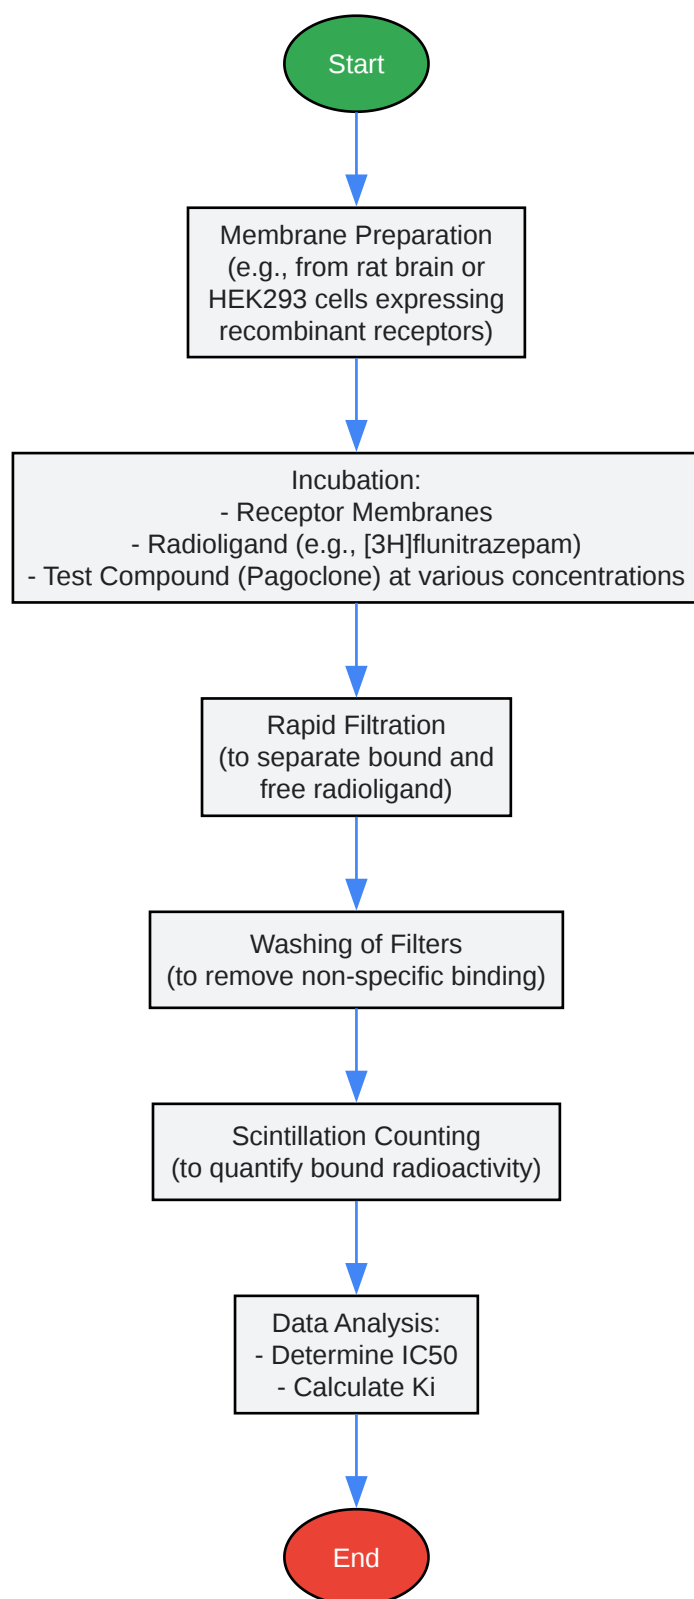 Start
Membrane Preparation
(e.g., from rat brain or
HEK293 cells expressing
recombinant receptors)
Incubation:
- Receptor Membranes
- Radioligand (e.g., [3H]flunitrazepam)
- Test Compound (Pagoclone) at various concentrations
Rapid Filtration
(to separate bound and
free radioligand)
Washing of Filters
(to remove non-specific binding)
Scintillation Counting
(to quantify bound radioactivity)
Data Analysis:
- Determine IC50
- Calculate Ki
End